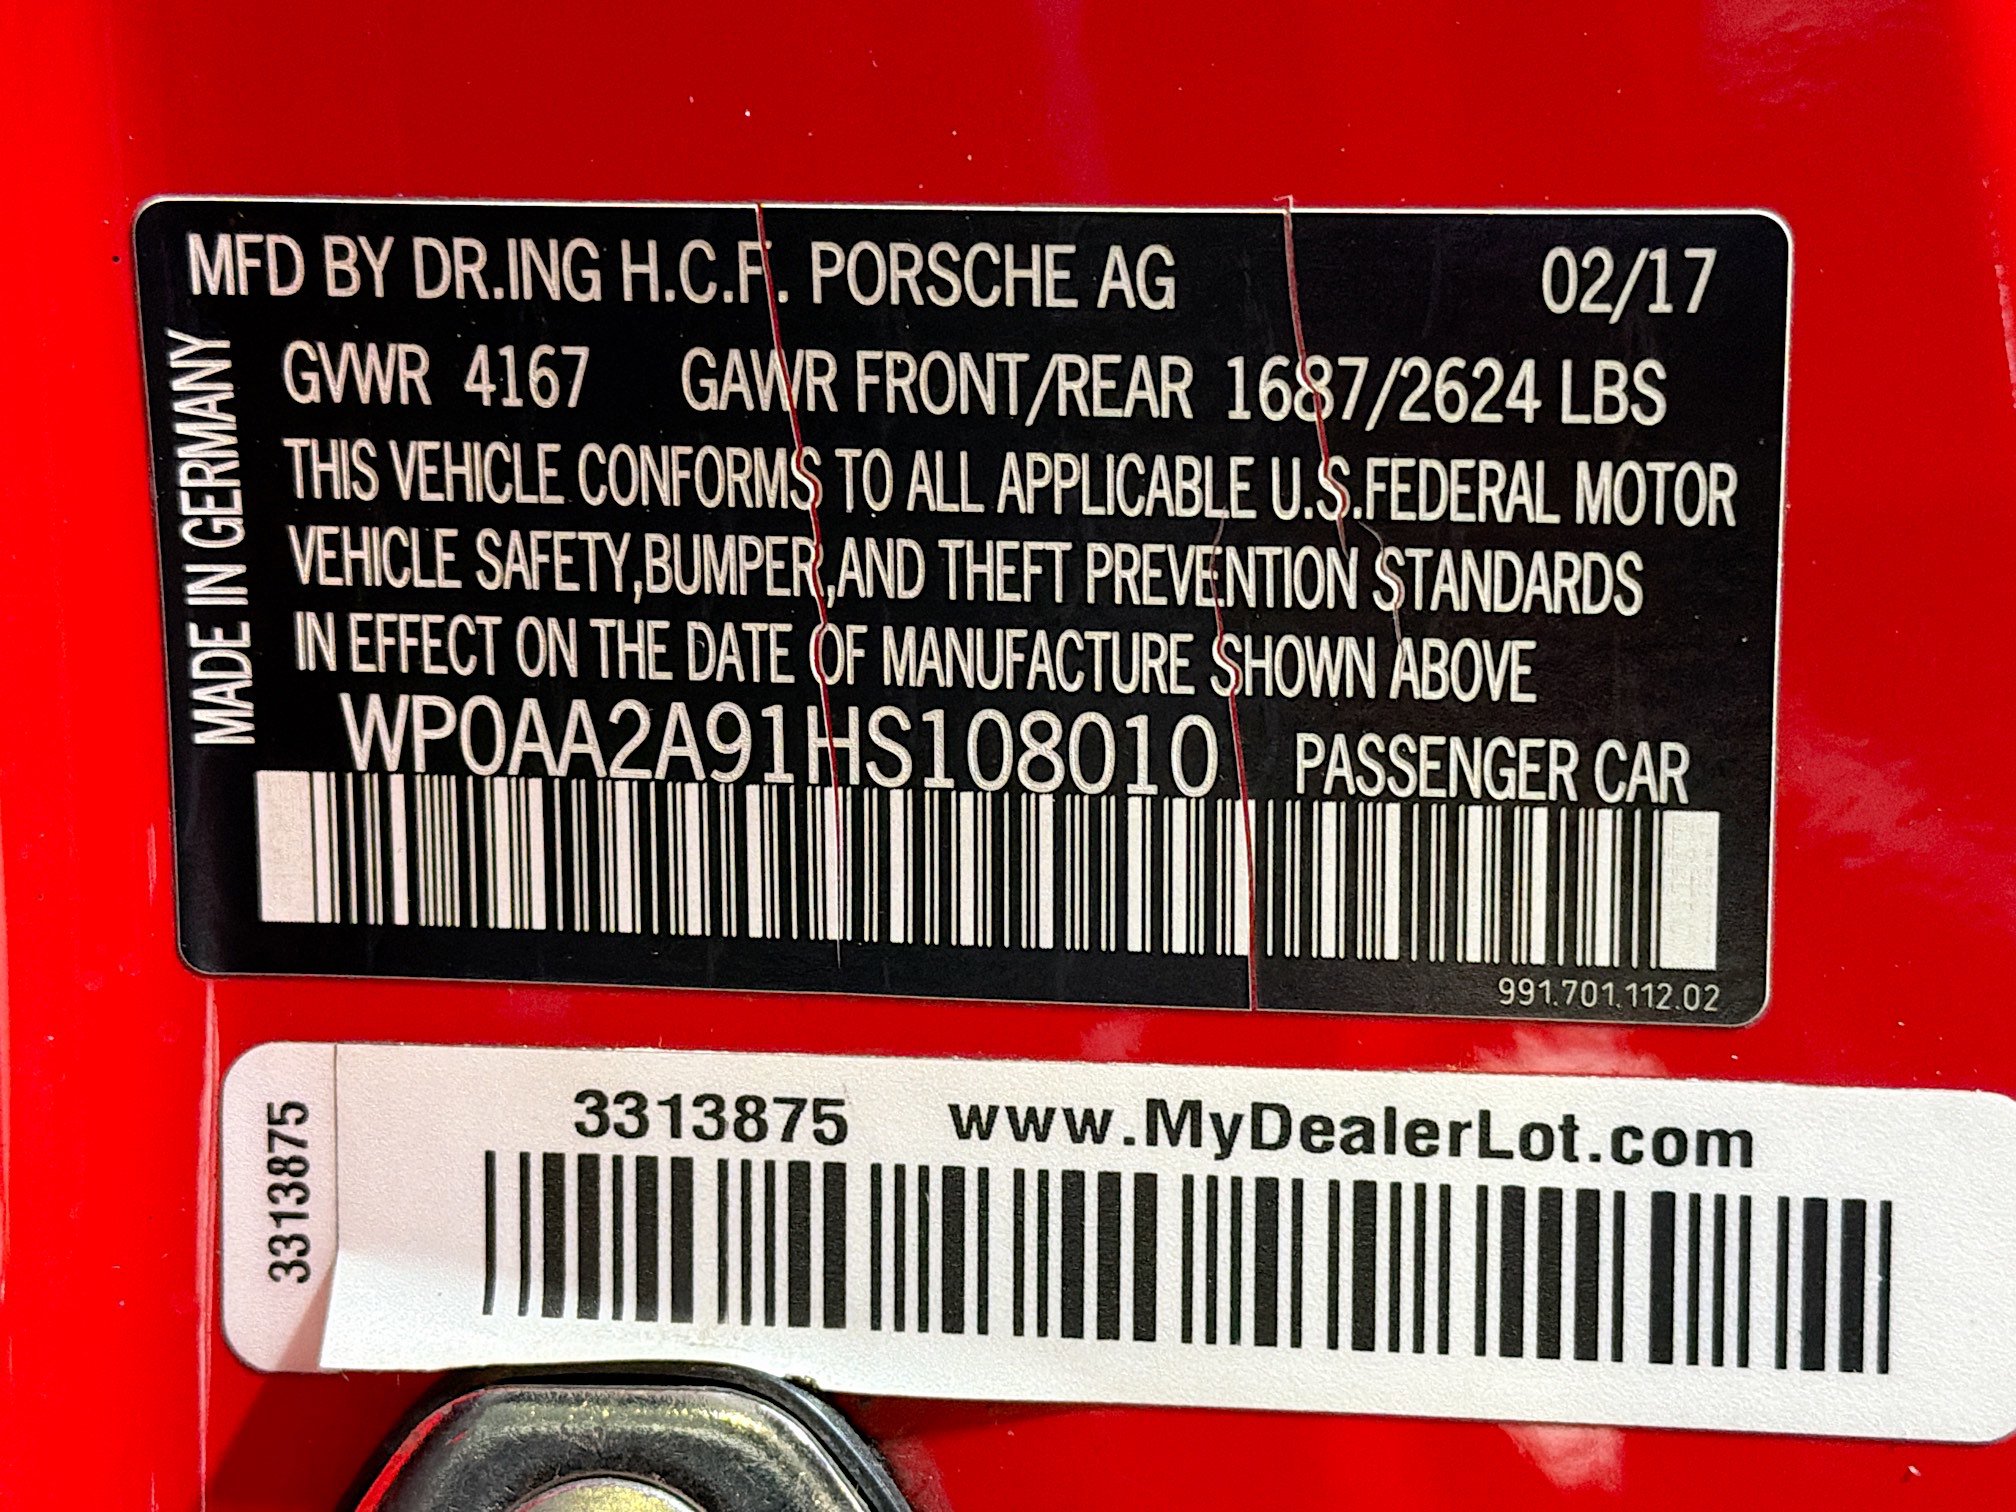 MFD BY DR.ING H.C.F. PORSCHE AG 02/17
GVWR 4167 GAWR FRONT/REAR 1687/2624 LBS
THIS VEHICLE CONFORMS TO ALL APPLICABLE U.S.FEDERAL MOTOR
VEHICLE SAFETY,BUMPER,AND THEFT PREVENTION STANDARDS
IN EFFECT ON THE DATE OF MANUFACTURE SHOWN ABOVE
WP0AA2A91HS108010 PASSENGER CAR
MADE IN GERMANY
991.701.112.02
3313875
3313875 www.MyDealerLot.com